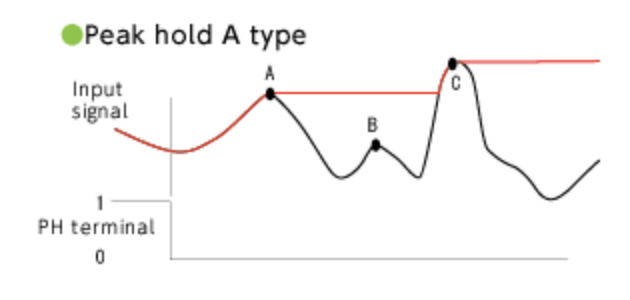 Peak hold A type
A
Input
signal
C
B
1
PH terminal
0